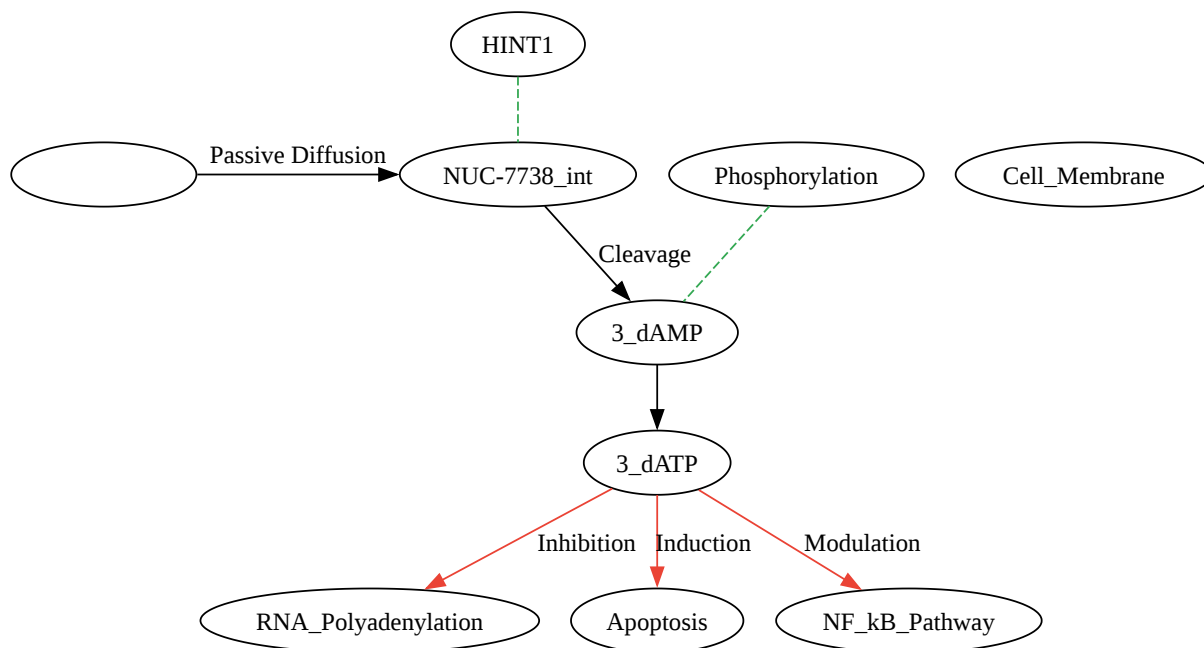 HINT1
Passive Diffusion
NUC-7738_int
Phosphorylation
Cell_Membrane
Cleavage
3_dAMP
3_dATP
Inhibition
Induction
Modulation
RNA_Polyadenylation
Apoptosis
NF_kB_Pathway